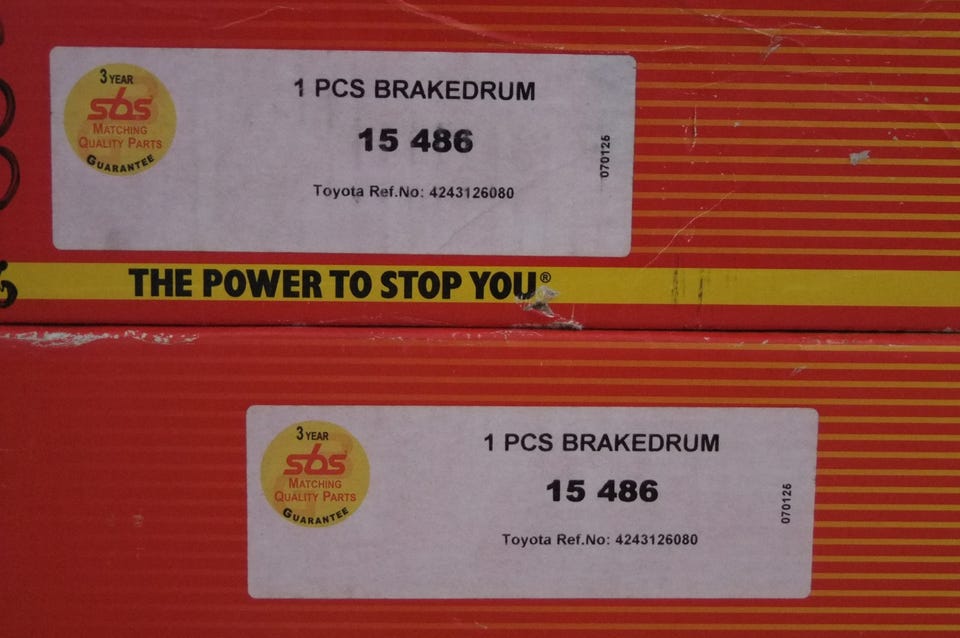 3 YEAR
sbs
MATCHING
QUALITY PARTS
GUARANTEE
1 PCS BRAKEDRUM
15 486
Toyota Ref.No: 4243126080
070126
THE POWER TO STOP YOU®
3 YEAR
sbs
MATCHING
QUALITY PARTS
GUARANTEE
1 PCS BRAKEDRUM
15 486
Toyota Ref.No: 4243126080
070126